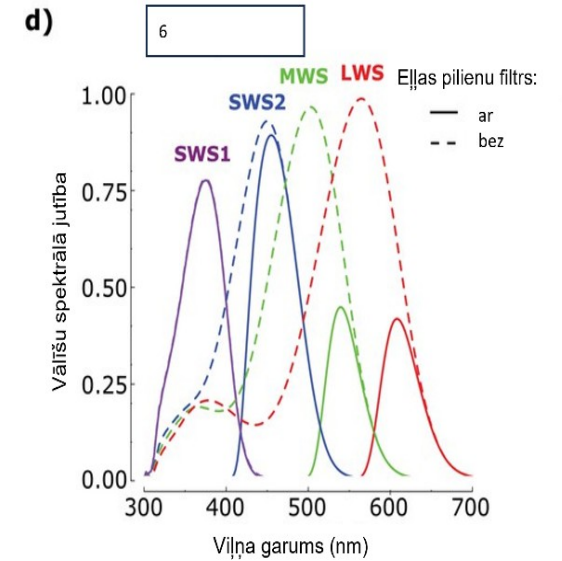 d)
6
MWS LWS
Eļļas pilienu filtrs:
SWS2
ar
bez
SWS1
Vālīšu spektrālā jutība
1.00
0.75
0.50
0.25
0.00
300 400 500 600 700
Viļņa garums (nm)